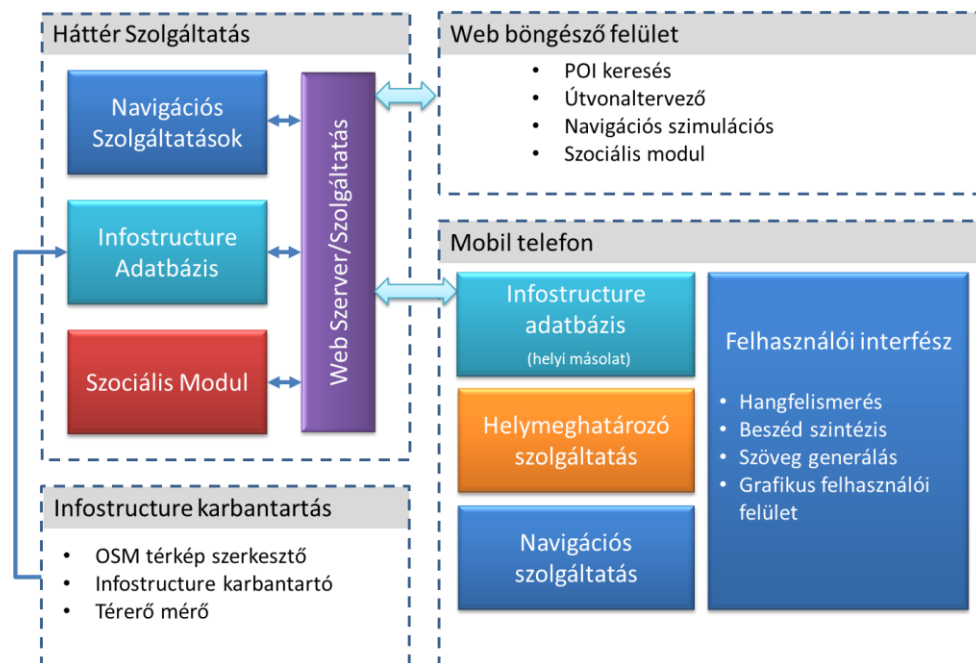 Háttér Szolgáltatás
Navigációs
Szolgáltatások
Infostructure
Adatbázis
Szociális Modul
Web Szerver/Szolgáltatás
Web böngésző felület
• POI keresés
• Útvonaltervező
• Navigációs szimulációs
• Szociális modul
Mobil telefon
Infostructure
adatbázis
(helyi másolat)
Helymeghatározó
szolgáltatás
Navigációs
szolgáltatás
Felhasználói interfész
• Hangfelismerés
• Beszéd szintézis
• Szöveg generálás
• Grafikus felhasználói
felület
Infostructure karbantartás
• OSM térkép szerkesztő
• Infostructure karbantartó
• Térerő mérő